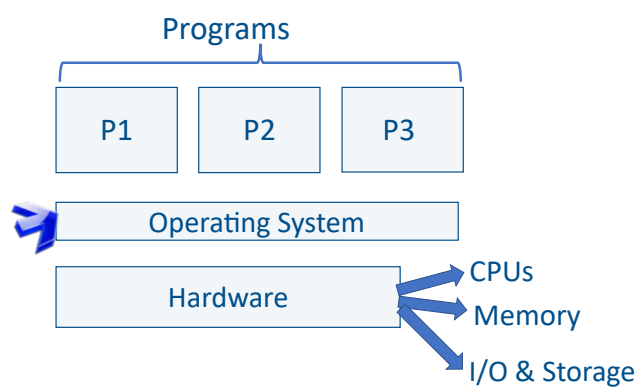 Programs
P1
P2
P3
Operating System
Hardware
CPUs
Memory
I/O & Storage